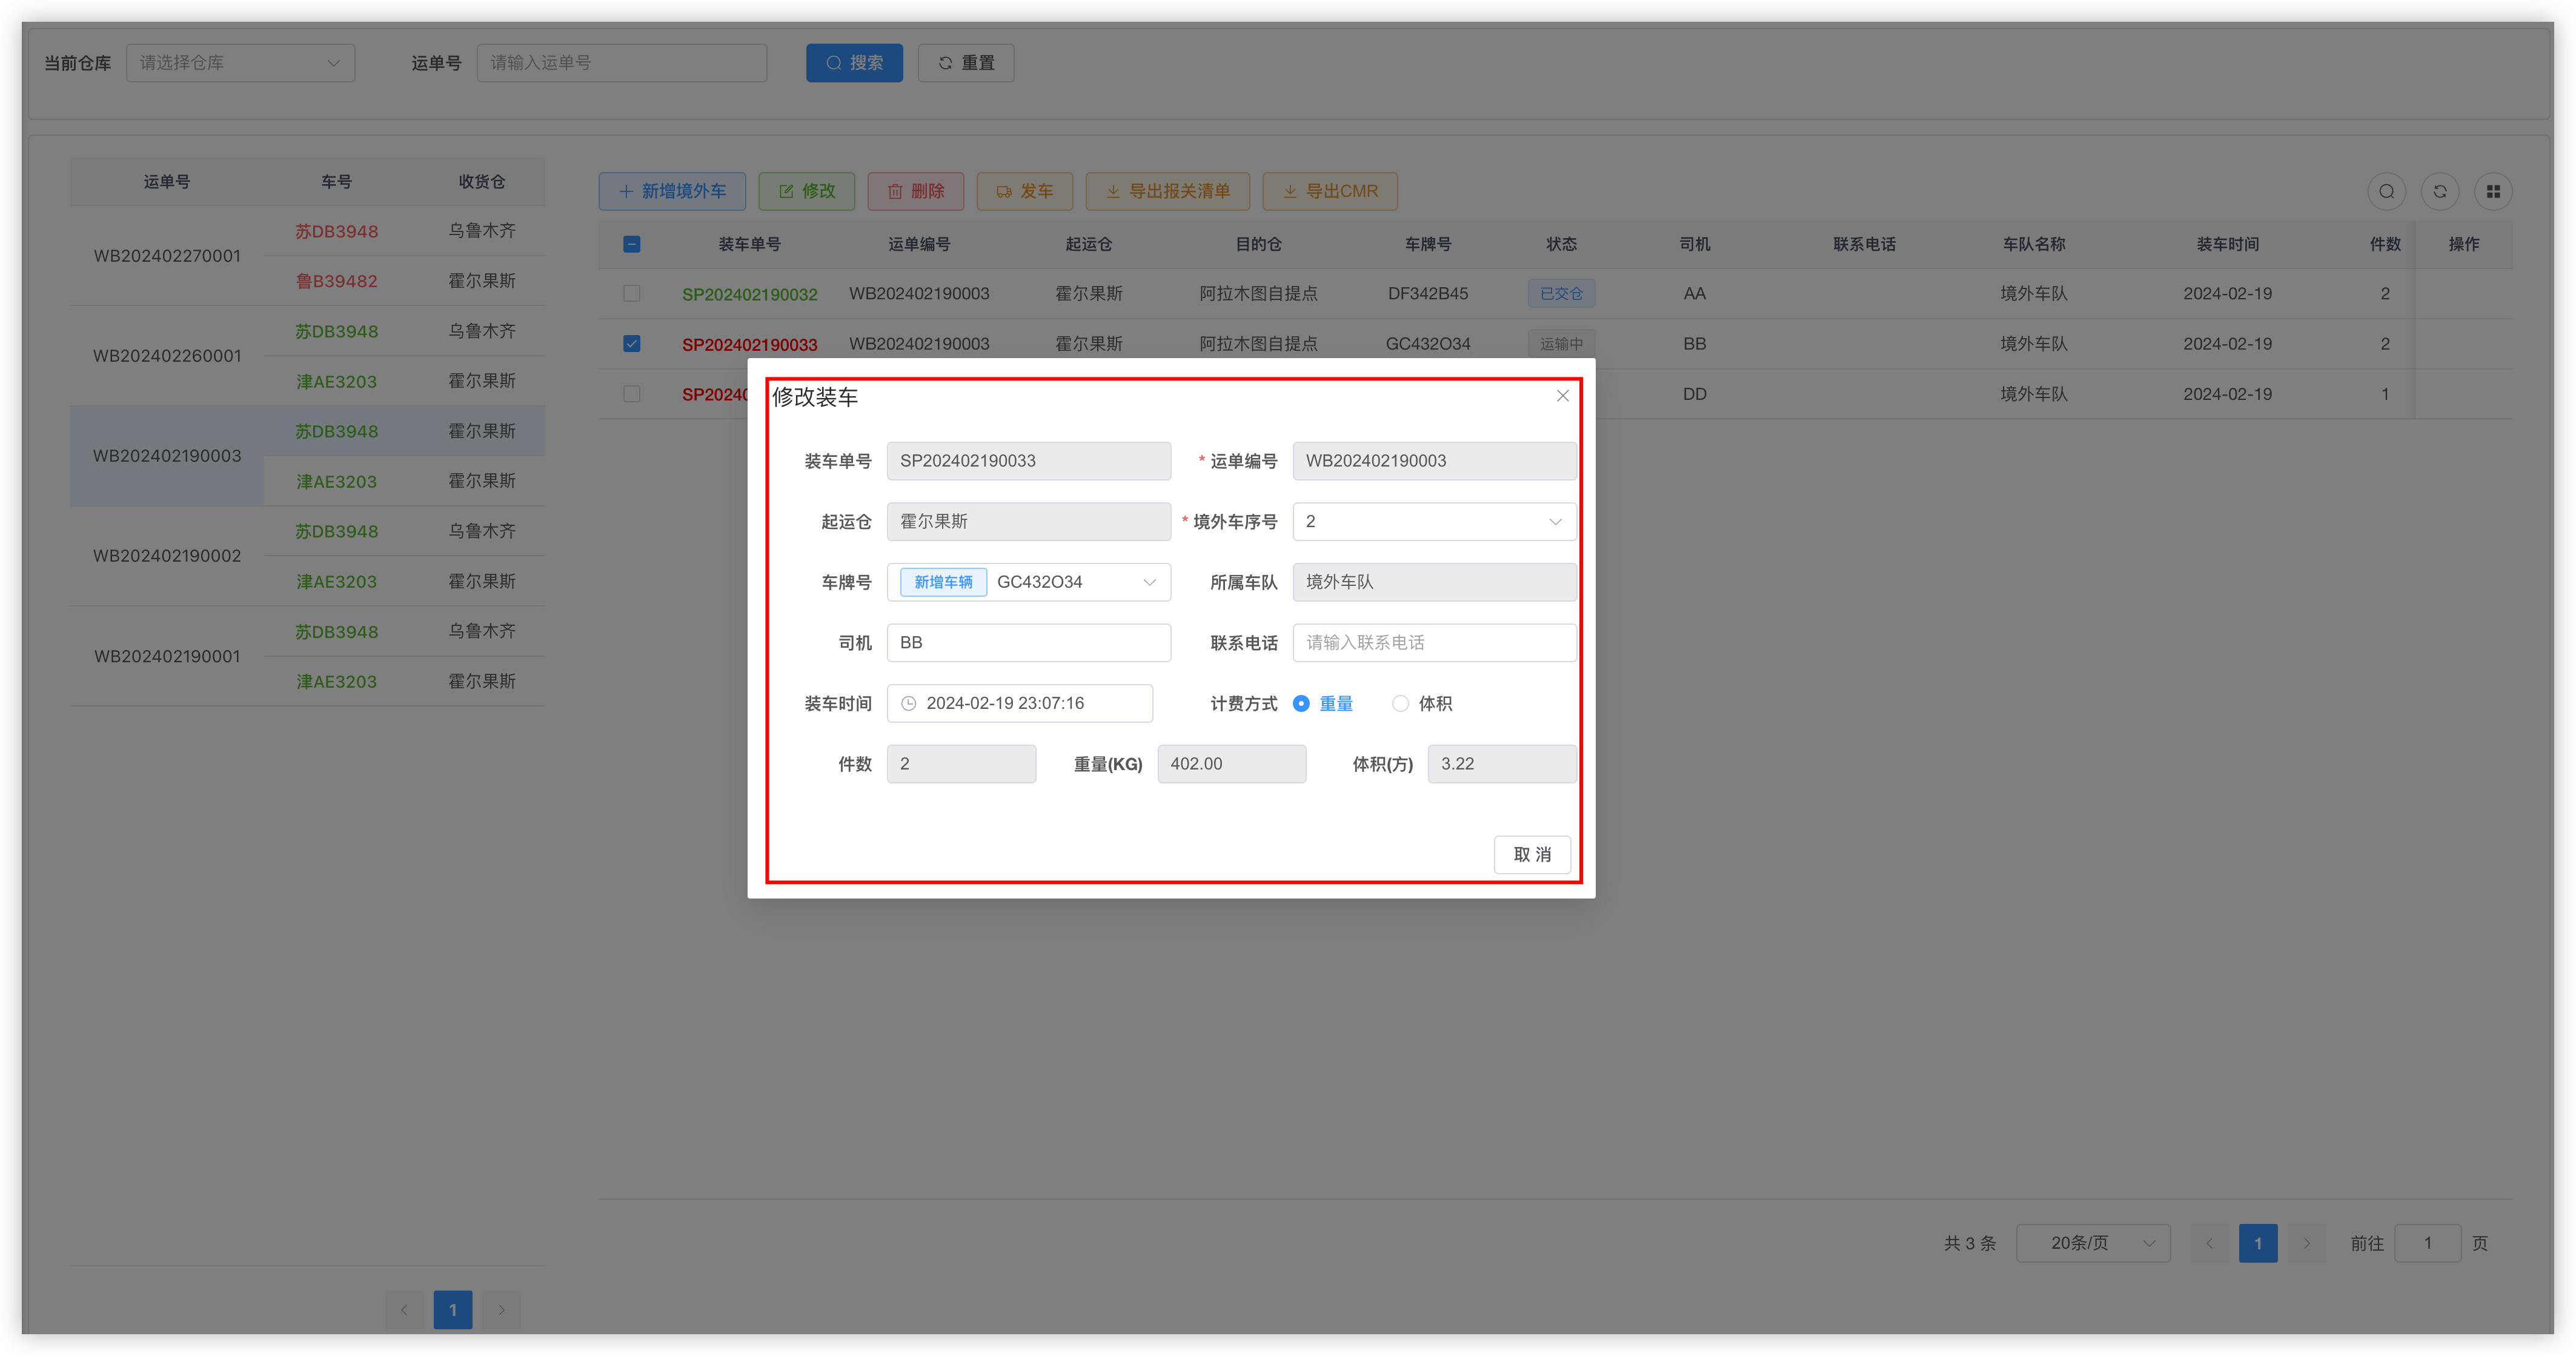 当前仓库 请选择仓库 运单号 请输入运单号 搜索 重置
运单号 车号 收货仓
WB202402270001 苏DB3948 乌鲁木齐
鲁B39482 霍尔果斯
WB202402260001 苏DB3948 乌鲁木齐
津AE3203 霍尔果斯
WB202402190003 苏DB3948 霍尔果斯
津AE3203 霍尔果斯
WB202402190002 苏DB3948 乌鲁木齐
津AE3203 霍尔果斯
WB202402190001 苏DB3948 乌鲁木齐
津AE3203 霍尔果斯
1
新增境外车 修改 删除 发车 导出报关清单 导出CMR
装车单号 运单编号 起运仓 目的仓 车牌号 状态 司机 联系电话 车队名称 装车时间 件数 操作
SP202402190032 WB202402190003 霍尔果斯 阿拉木图自提点 DF342B45 已交仓 AA 境外车队 2024-02-19 2
SP202402190033 WB202402190003 霍尔果斯 阿拉木图自提点 GC432O34 运输中 BB 境外车队 2024-02-19 2
SP2024 DD 境外车队 2024-02-19 1
修改装车
装车单号 SP202402190033 * 运单编号 WB202402190003
起运仓 霍尔果斯 * 境外车序号 2
车牌号 新增车辆 GC432O34 所属车队 境外车队
司机 BB 联系电话 请输入联系电话
装车时间 2024-02-19 23:07:16 计费方式 重量 体积
件数 2 重量(KG) 402.00 体积(方) 3.22
取 消
共 3 条 20条/页 1 前往 1 页